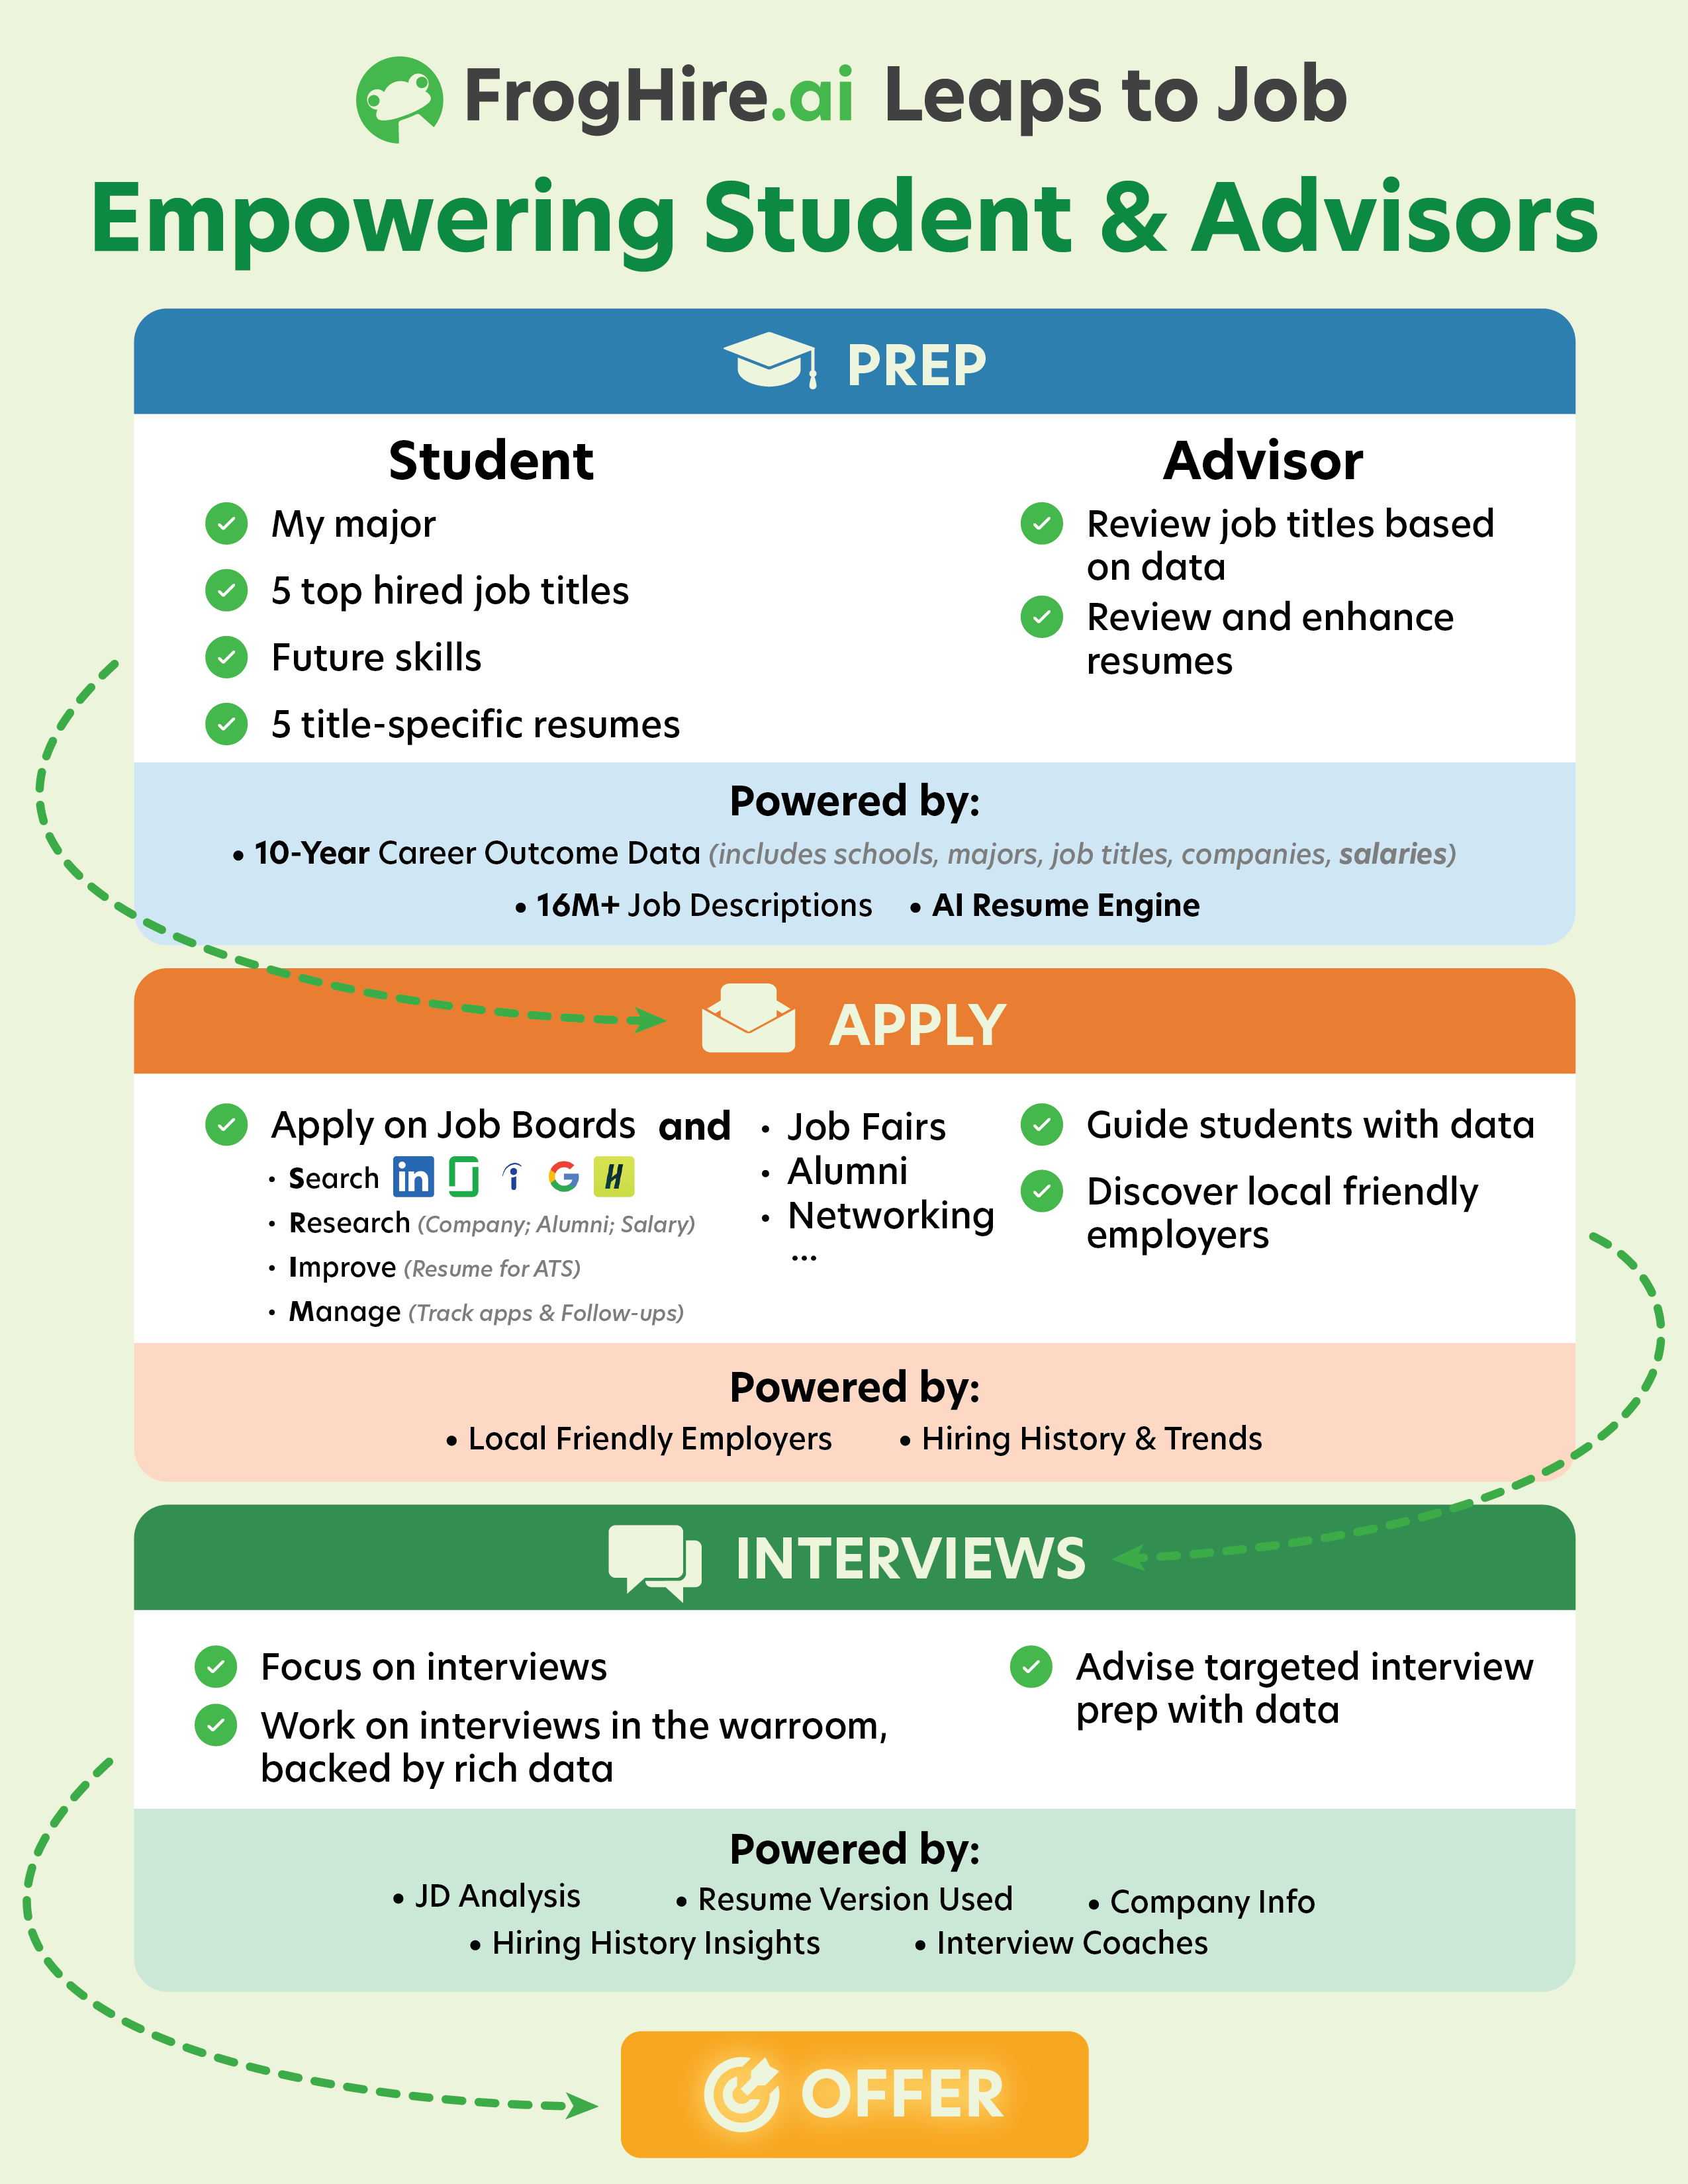 FrogHire.ai Leaps to Job
Empowering Student & Advisors
PREP
Student
My major
5 top hired job titles
Future skills
5 title-specific resumes
Advisor
Review job titles based
on data
Review and enhance
resumes
Powered by:
• 10-Year Career Outcome Data (includes schools, majors, job titles, companies, salaries)
• 16M+ Job Descriptions • AI Resume Engine
APPLY
Apply on Job Boards and
• Search in i G H
• Research (Company; Alumni; Salary)
• Improve (Resume for ATS)
• Manage (Track apps & Follow-ups)
• Job Fairs
• Alumni
• Networking
...
Guide students with data
Discover local friendly
employers
Powered by:
• Local Friendly Employers • Hiring History & Trends
INTERVIEWS
Focus on interviews
Work on interviews in the warroom,
backed by rich data
Advise targeted interview
prep with data
Powered by:
• JD Analysis • Resume Version Used • Company Info
• Hiring History Insights • Interview Coaches
OFFER